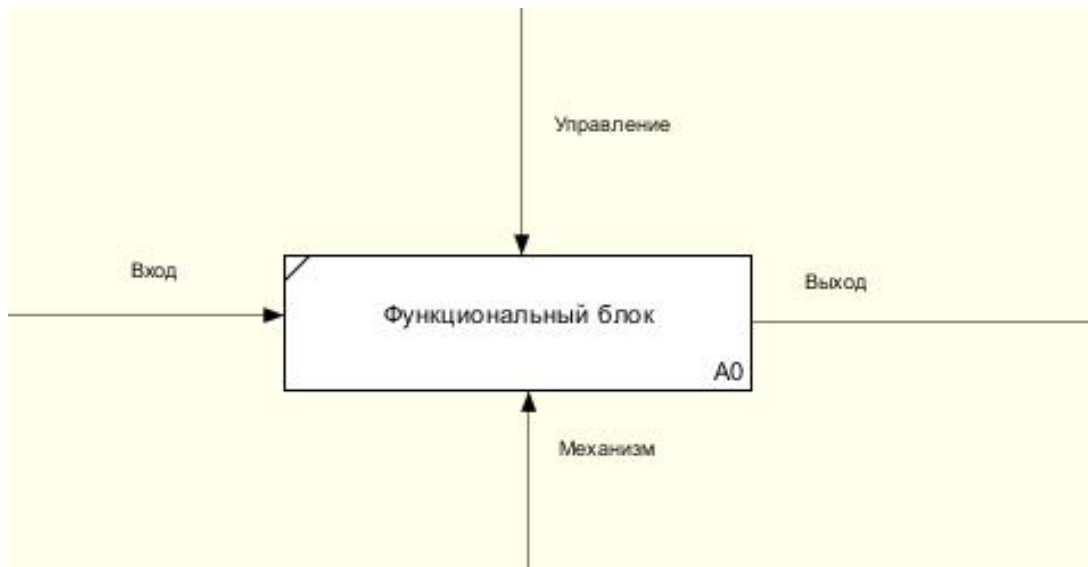 Управление
Вход
Выход
Функциональный блок
A0
Механизм